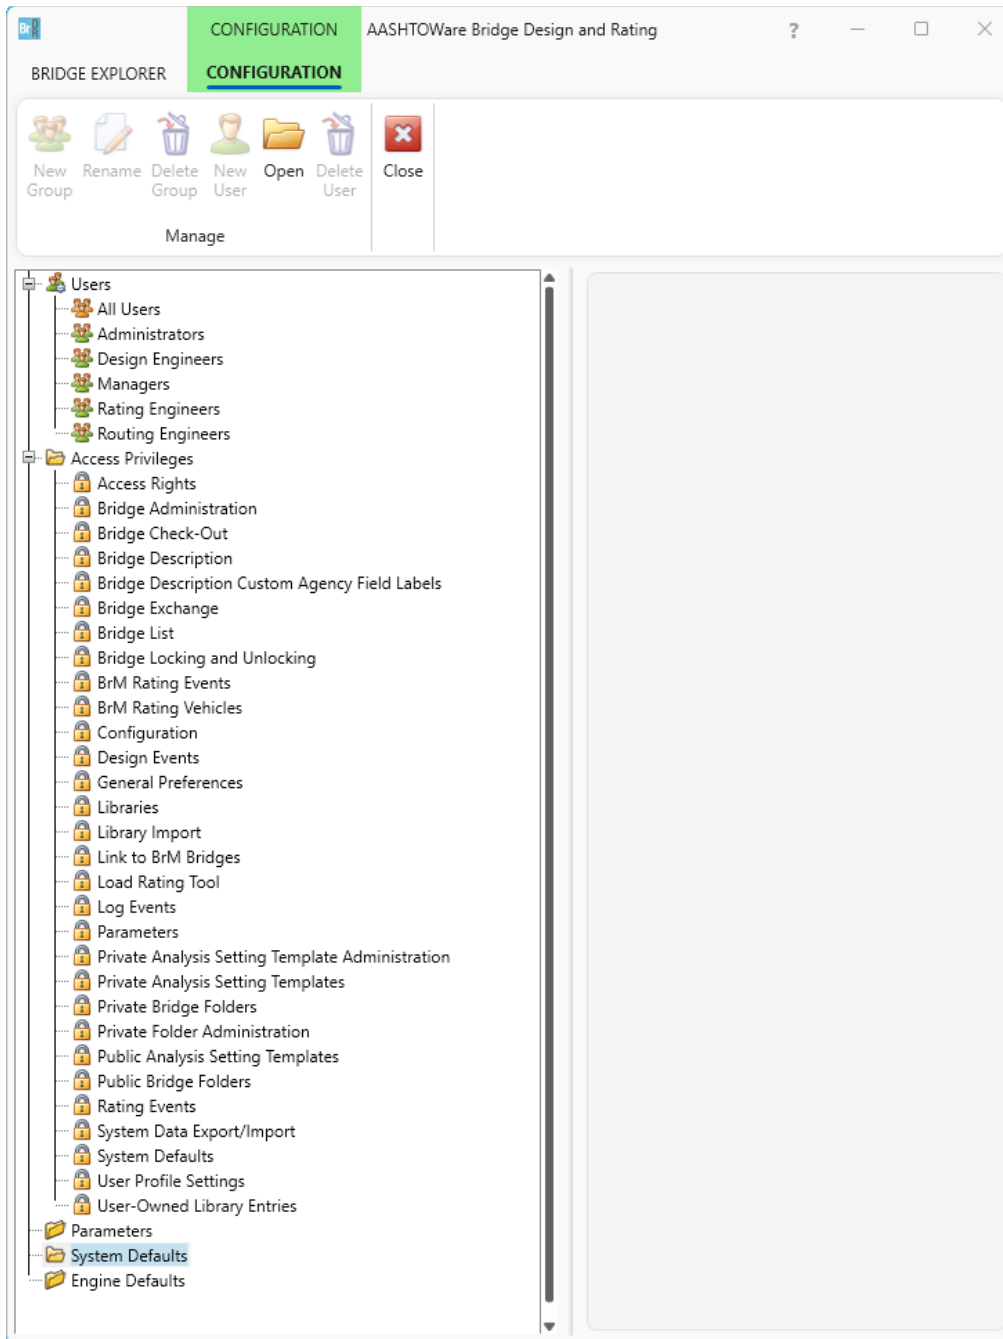 Br DR CONFIGURATION AASHTOWare Bridge Design and Rating ?
BRIDGE EXPLORER CONFIGURATION
New Group Rename Delete Group New User Open Delete User Close
Manage
Users
All Users
Administrators
Design Engineers
Managers
Rating Engineers
Routing Engineers
Access Privileges
Access Rights
Bridge Administration
Bridge Check-Out
Bridge Description
Bridge Description Custom Agency Field Labels
Bridge Exchange
Bridge List
Bridge Locking and Unlocking
BrM Rating Events
BrM Rating Vehicles
Configuration
Design Events
General Preferences
Libraries
Library Import
Link to BrM Bridges
Load Rating Tool
Log Events
Parameters
Private Analysis Setting Template Administration
Private Analysis Setting Templates
Private Bridge Folders
Private Folder Administration
Public Analysis Setting Templates
Public Bridge Folders
Rating Events
System Data Export/Import
System Defaults
User Profile Settings
User-Owned Library Entries
Parameters
System Defaults
Engine Defaults